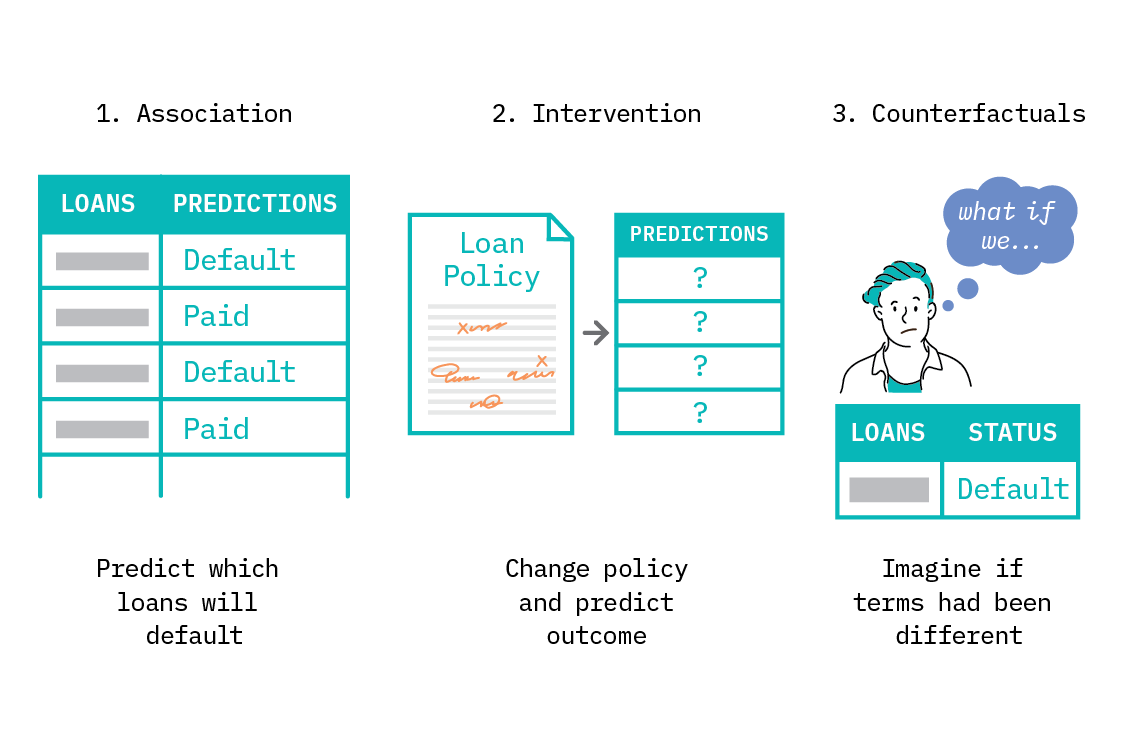 1. Association
LOANS PREDICTIONS
Default
Paid
Default
Paid
Predict which
loans will
default
2. Intervention
Loan
Policy
PREDICTIONS
?
?
?
?
Change policy
and predict
outcome
3. Counterfactuals
what if
we...
LOANS STATUS
Default
Imagine if
terms had been
different